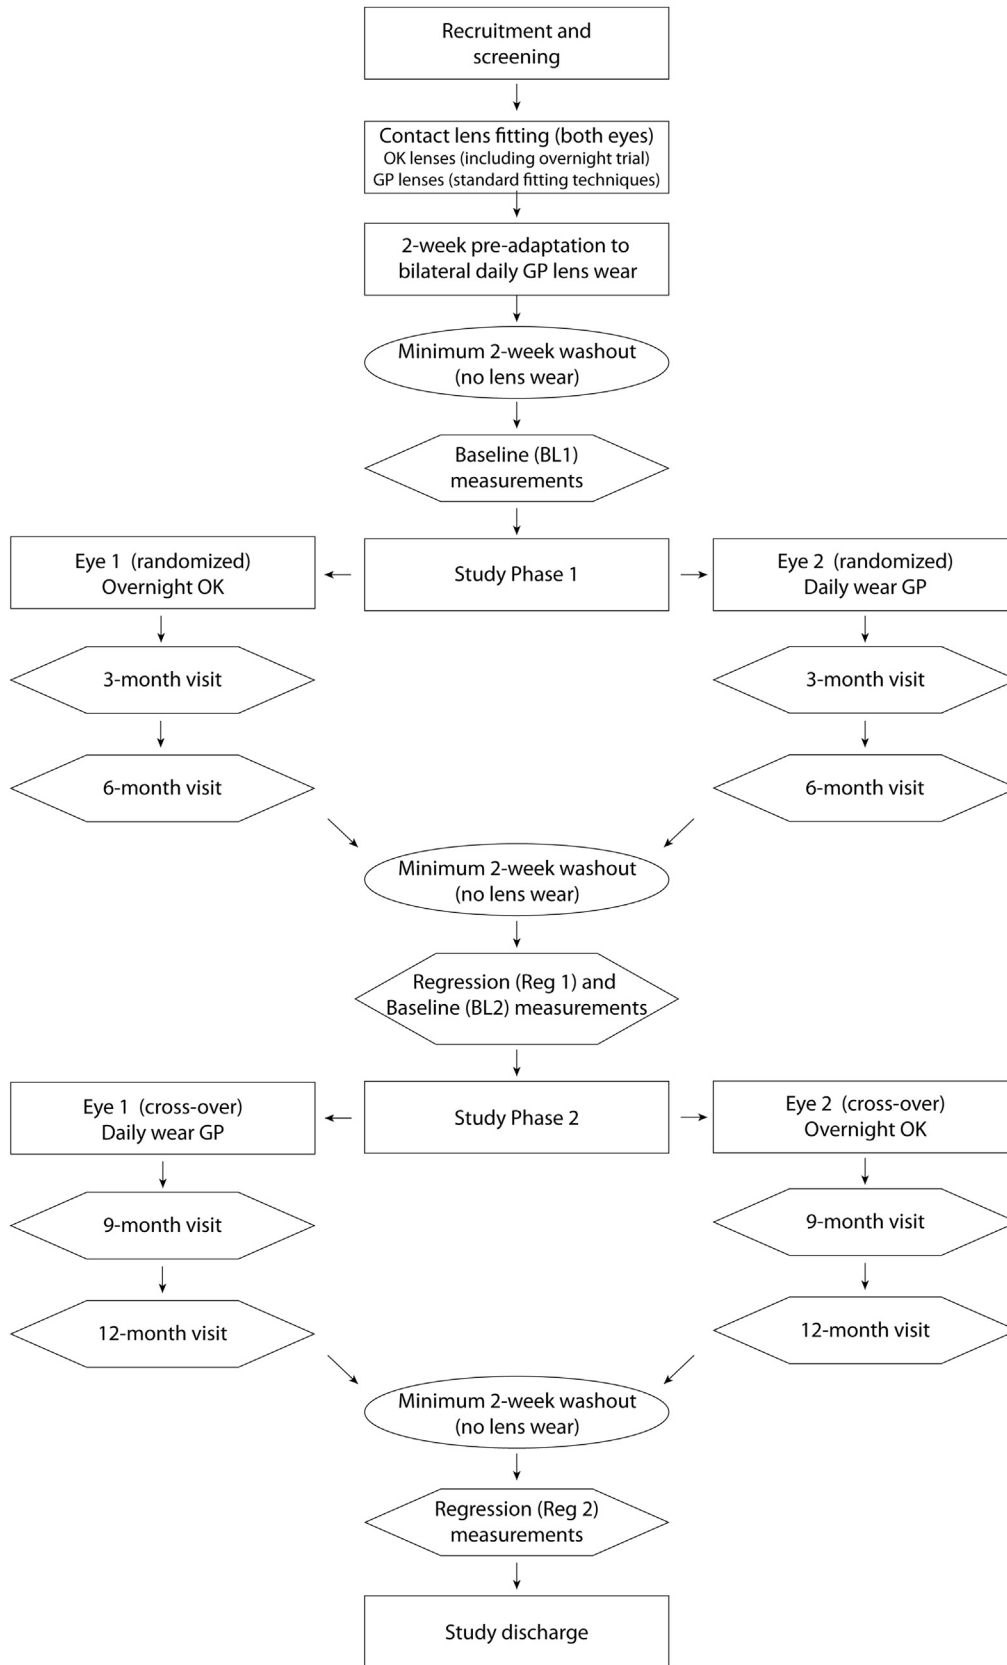 Recruitment and
screening
Contact lens fitting (both eyes)
OK lenses (including overnight trial)
GP lenses (standard fitting techniques)
2-week pre-adaptation to
bilateral daily GP lens wear
Minimum 2-week washout
(no lens wear)
Baseline (BL1)
measurements
Eye 1 (randomized)
Overnight OK
Study Phase 1
Eye 2 (randomized)
Daily wear GP
3-month visit
3-month visit
6-month visit
6-month visit
Minimum 2-week washout
(no lens wear)
Regression (Reg 1) and
Baseline (BL2) measurements
Eye 1 (cross-over)
Daily wear GP
Study Phase 2
Eye 2 (cross-over)
Overnight OK
9-month visit
9-month visit
12-month visit
12-month visit
Minimum 2-week washout
(no lens wear)
Regression (Reg 2)
measurements
Study discharge